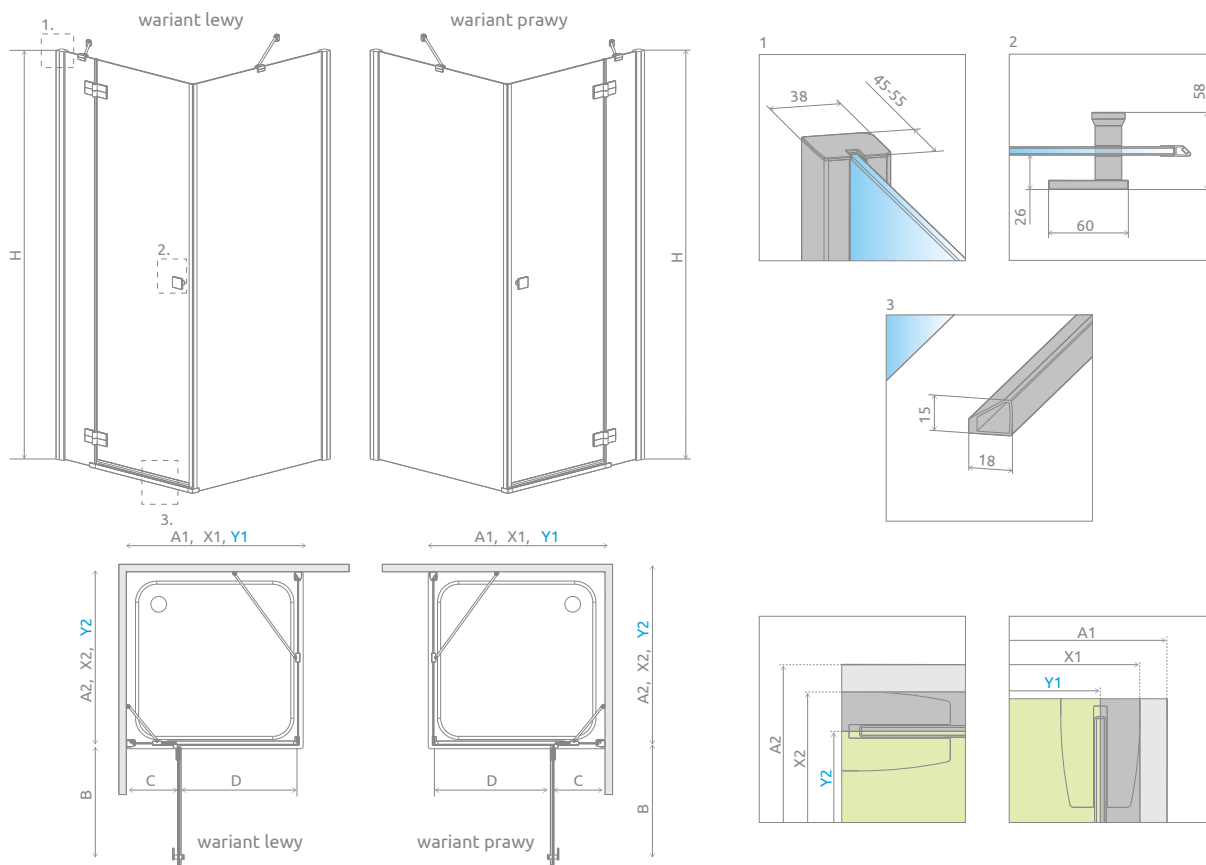 wariant lewy
wariant prawy
1.
2.
3.
H
H
1
38
45-55
2
58
26
60
3
15
18
A1, X1, Y1
A1, X1, Y1
A2, X2, Y2
A2, X2, Y2
B
C
D
D
C
B
wariant lewy
wariant prawy
A2
X2
Y2
A1
X1
Y1